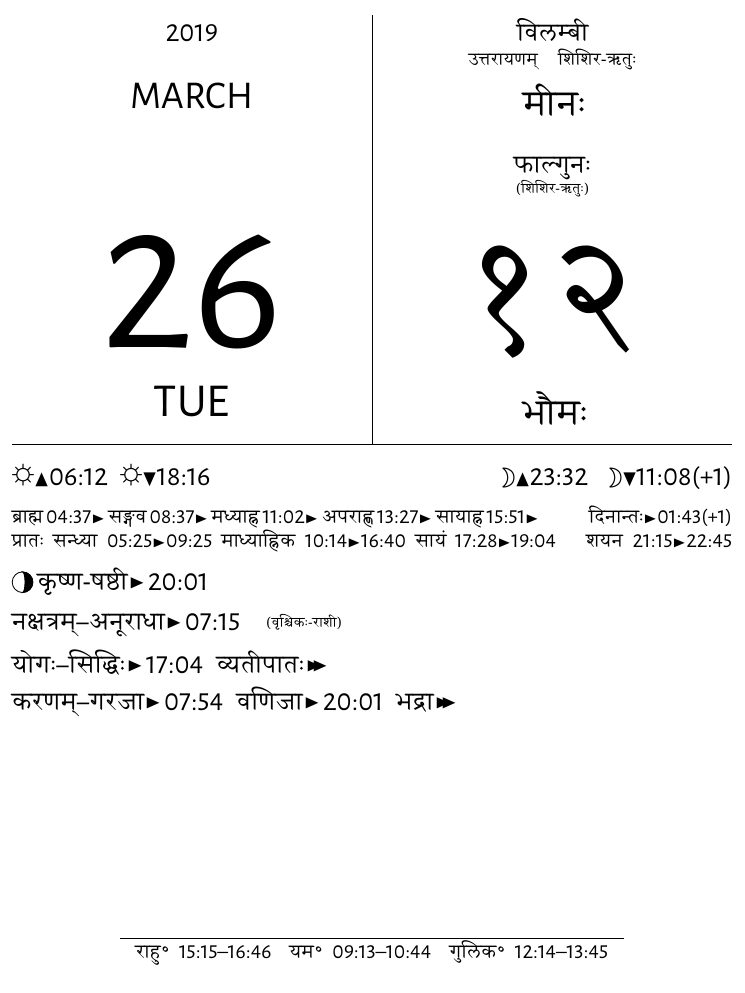 2019
MARCH
26
TUE
विलम्बी
उत्तरायणम् शिशिर-ऋतुः
मीनः
फाल्गुनः
(शिशिर-ऋतुः)
१२
भौमः
☼▲06:12 ☼▼18:16 ☽▲23:32 ☽▼11:08(+1)
ब्राह्म 04:37► सङ्गव 08:37► मध्याह्न 11:02► अपराह्ण 13:27► सायाह्न 15:51► दिनान्तः►01:43(+1)
प्रातः सन्ध्या 05:25►09:25 माध्याह्निक 10:14►16:40 सायं 17:28►19:04 शयन 21:15►22:45
कृष्ण-षष्ठी►20:01
नक्षत्रम्–अनूराधा►07:15 (वृश्चिकः-राशी)
योगः–सिद्धिः►17:04 व्यतीपातः►►
करणम्–गरजा►07:54 वणिजा►20:01 भद्रा►►
राहु° 15:15–16:46 यम° 09:13–10:44 गुलिक° 12:14–13:45